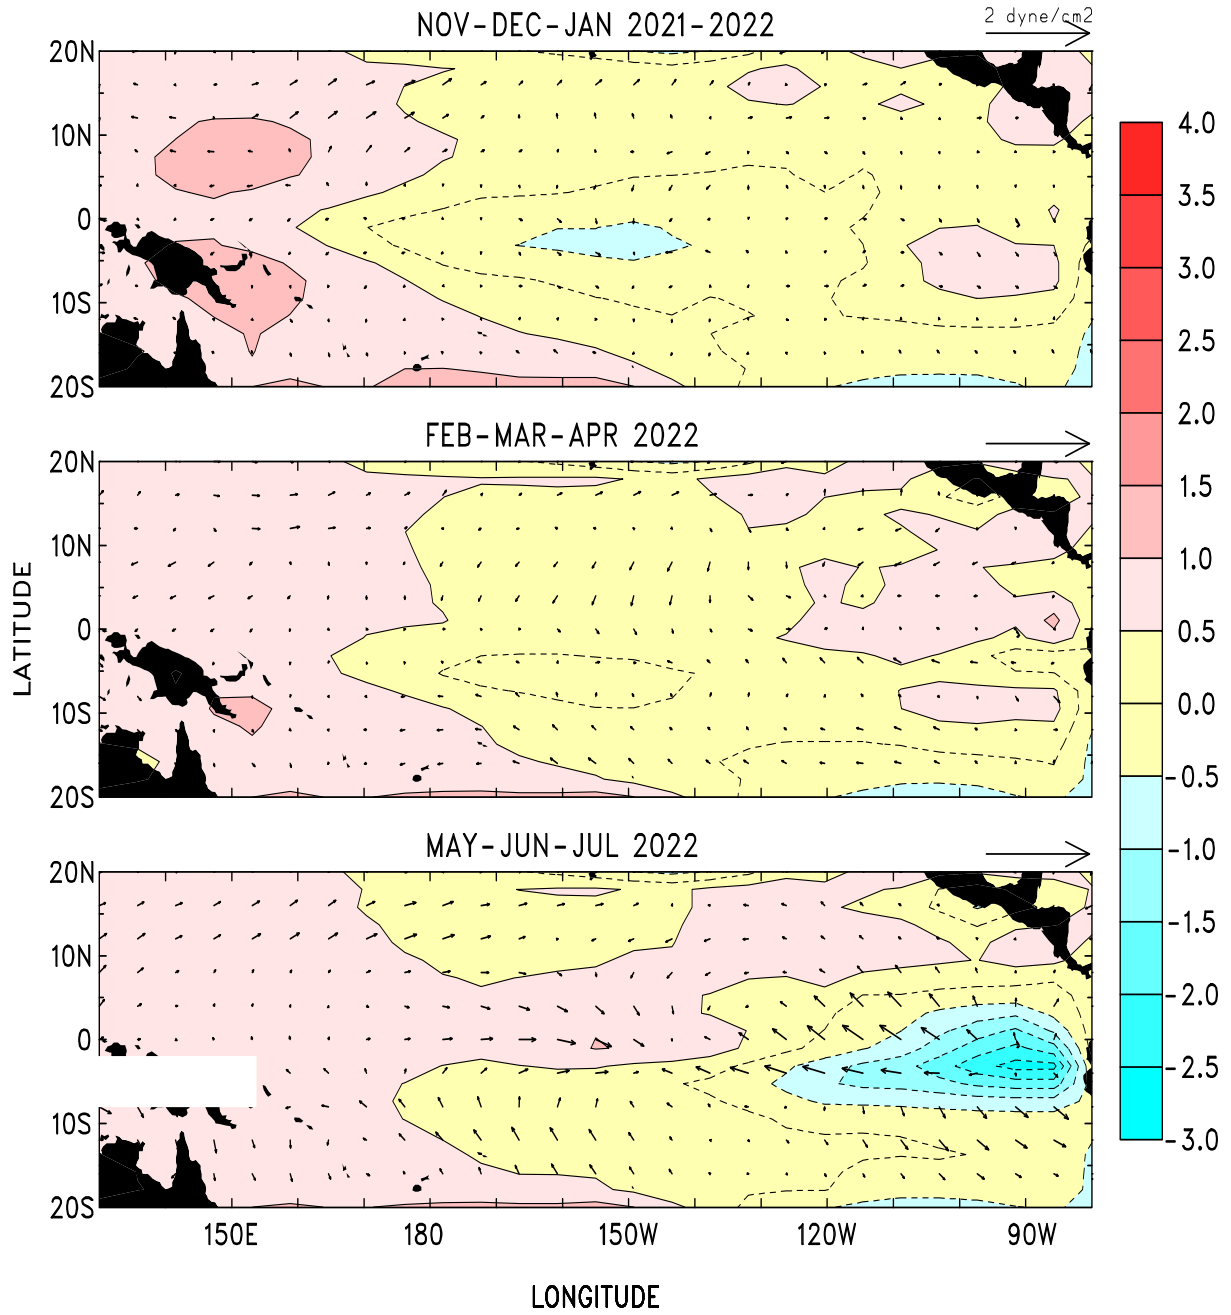 NOV-DEC-JAN 2021-2022
2 dyne/cm2
20N
10N
0
10S
20S
FEB-MAR-APR 2022
20N
10N
0
10S
20S
LATITUDE
MAY-JUN-JUL 2022
20N
10N
0
10S
20S
150E 180 150W 120W 90W
LONGITUDE
4.0
3.5
3.0
2.5
2.0
1.5
1.0
0.5
0.0
-0.5
-1.0
-1.5
-2.0
-2.5
-3.0